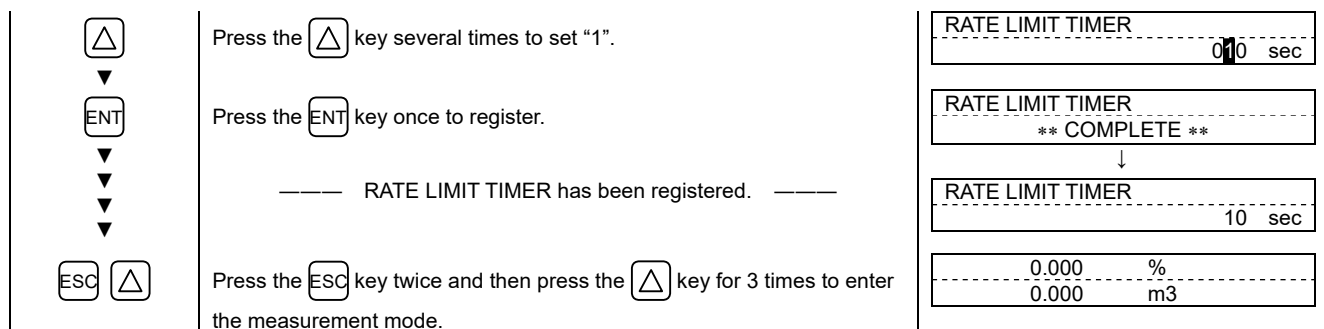 △
Press the △ key several times to set “1”.
RATE LIMIT TIMER
010 sec
▼
ENT
Press the ENT key once to register.
RATE LIMIT TIMER
** COMPLETE **
▼
▼
▼
▼
↓
——— RATE LIMIT TIMER has been registered. ———
RATE LIMIT TIMER
10 sec
ESC △
Press the ESC key twice and then press the △ key for 3 times to enter
the measurement mode.
0.000 %
0.000 m3